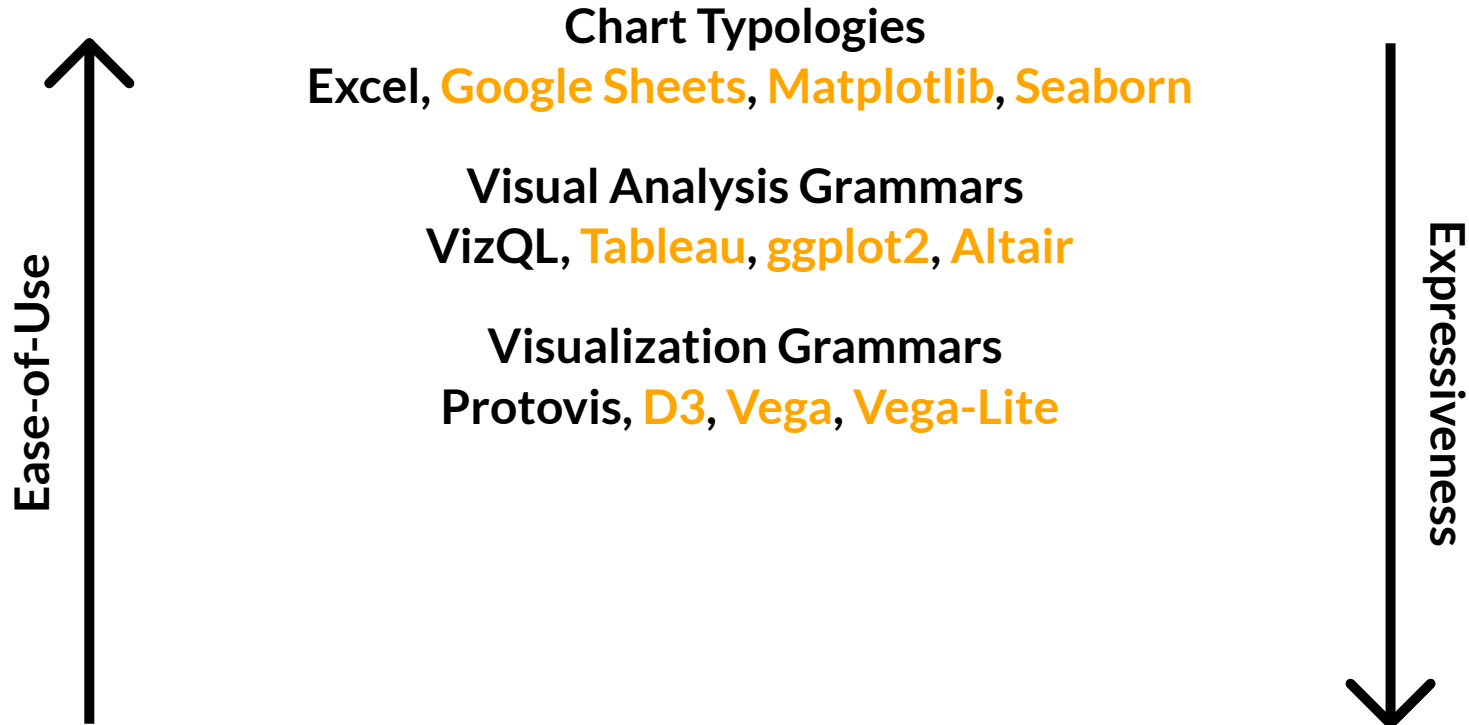 Chart Typologies
Excel, Google Sheets, Matplotlib, Seaborn
Visual Analysis Grammars
VizQL, Tableau, ggplot2, Altair
Visualization Grammars
Protovis, D3, Vega, Vega-Lite
Ease-of-Use
Expressiveness